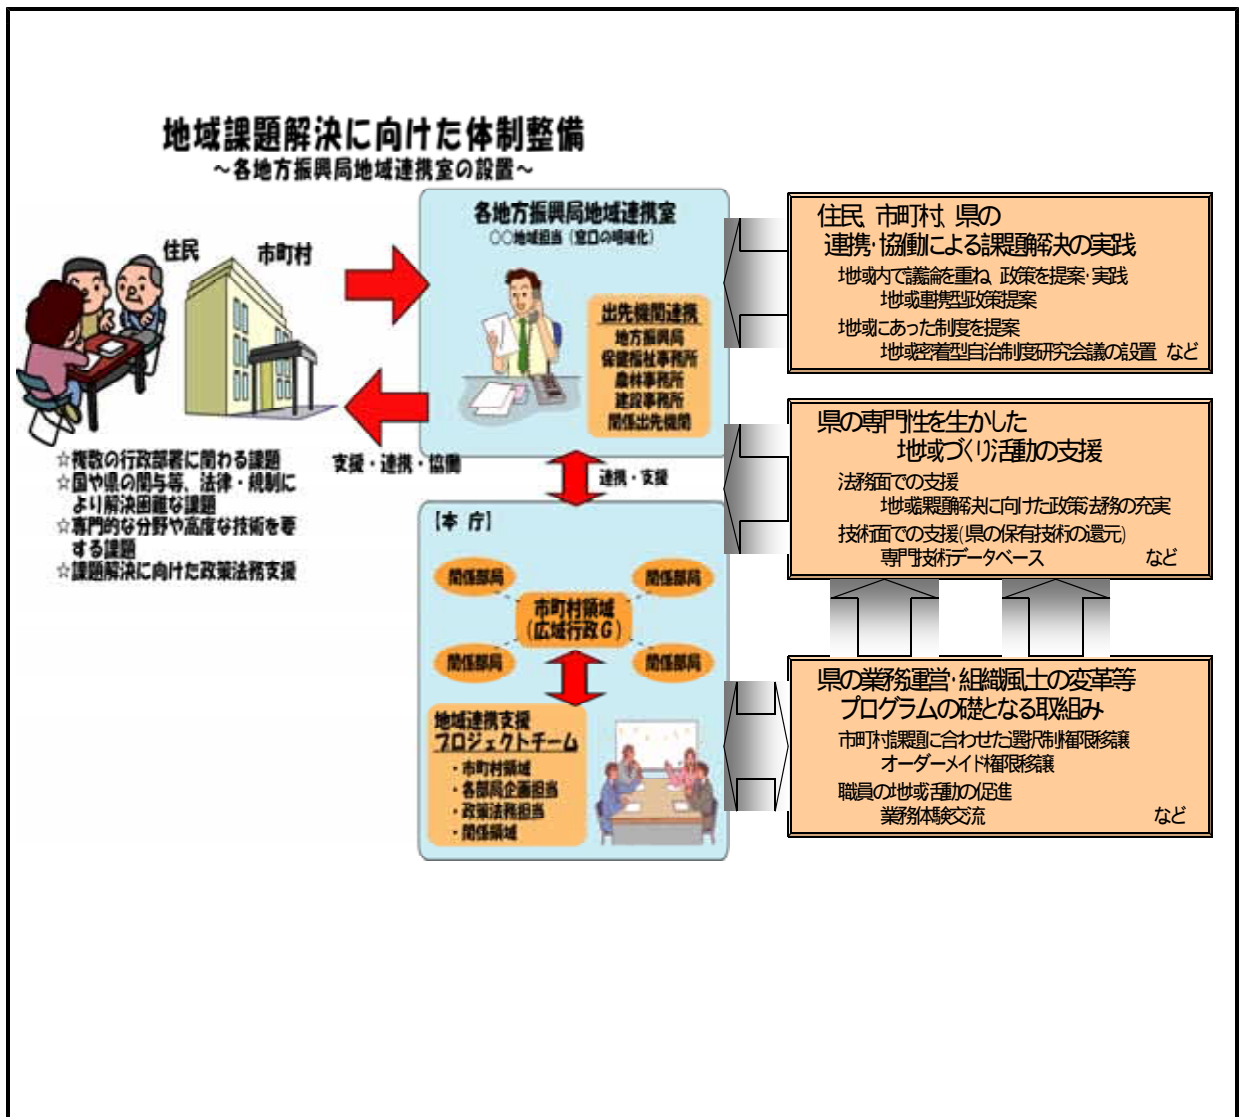 地域課題解決に向けた体制整備
～各地方振興局地域連携室の設置～
住民
市町村
☆複数の行政部署に関わる課題
☆国や県の関与等、法律・規制に
より解決困難な課題
☆専門的な分野や高度な技術を要
する課題
☆課題解決に向けた政策法務支援
支援・連携・協働
各地方振興局地域連携室
○○地域担当（窓口の明確化）
出先機関連携
地方振興局
保健福祉事務所
農林事務所
建設事務所
関係出先機関
連携・支援
【本 庁】
関係部局
関係部局
市町村領域
(広域行政G)
関係部局
関係部局
地域連携支援
プロジェクトチーム
・市町村領域
・各部局企画担当
・政策法務担当
・関係領域
住民、市町村、県の
連携・協働による課題解決の実践
地域内で議論を重ね、政策を提案・実践
地域連携型政策提案
地域にあった制度を提案
地域密着型自治制度研究会議の設置 など
県の専門性を生かした
地域づくり活動の支援
法務面での支援
地域課題解決に向けた政策法務の充実
技術面での支援(県の保有技術の還元)
専門技術データベース など
県の業務運営・組織風土の変革等
プログラムの礎となる取組み
市町村課題に合わせた選択制権限移譲
オーダーメイド権限移譲
職員の地域活動の促進
業務体験交流 など